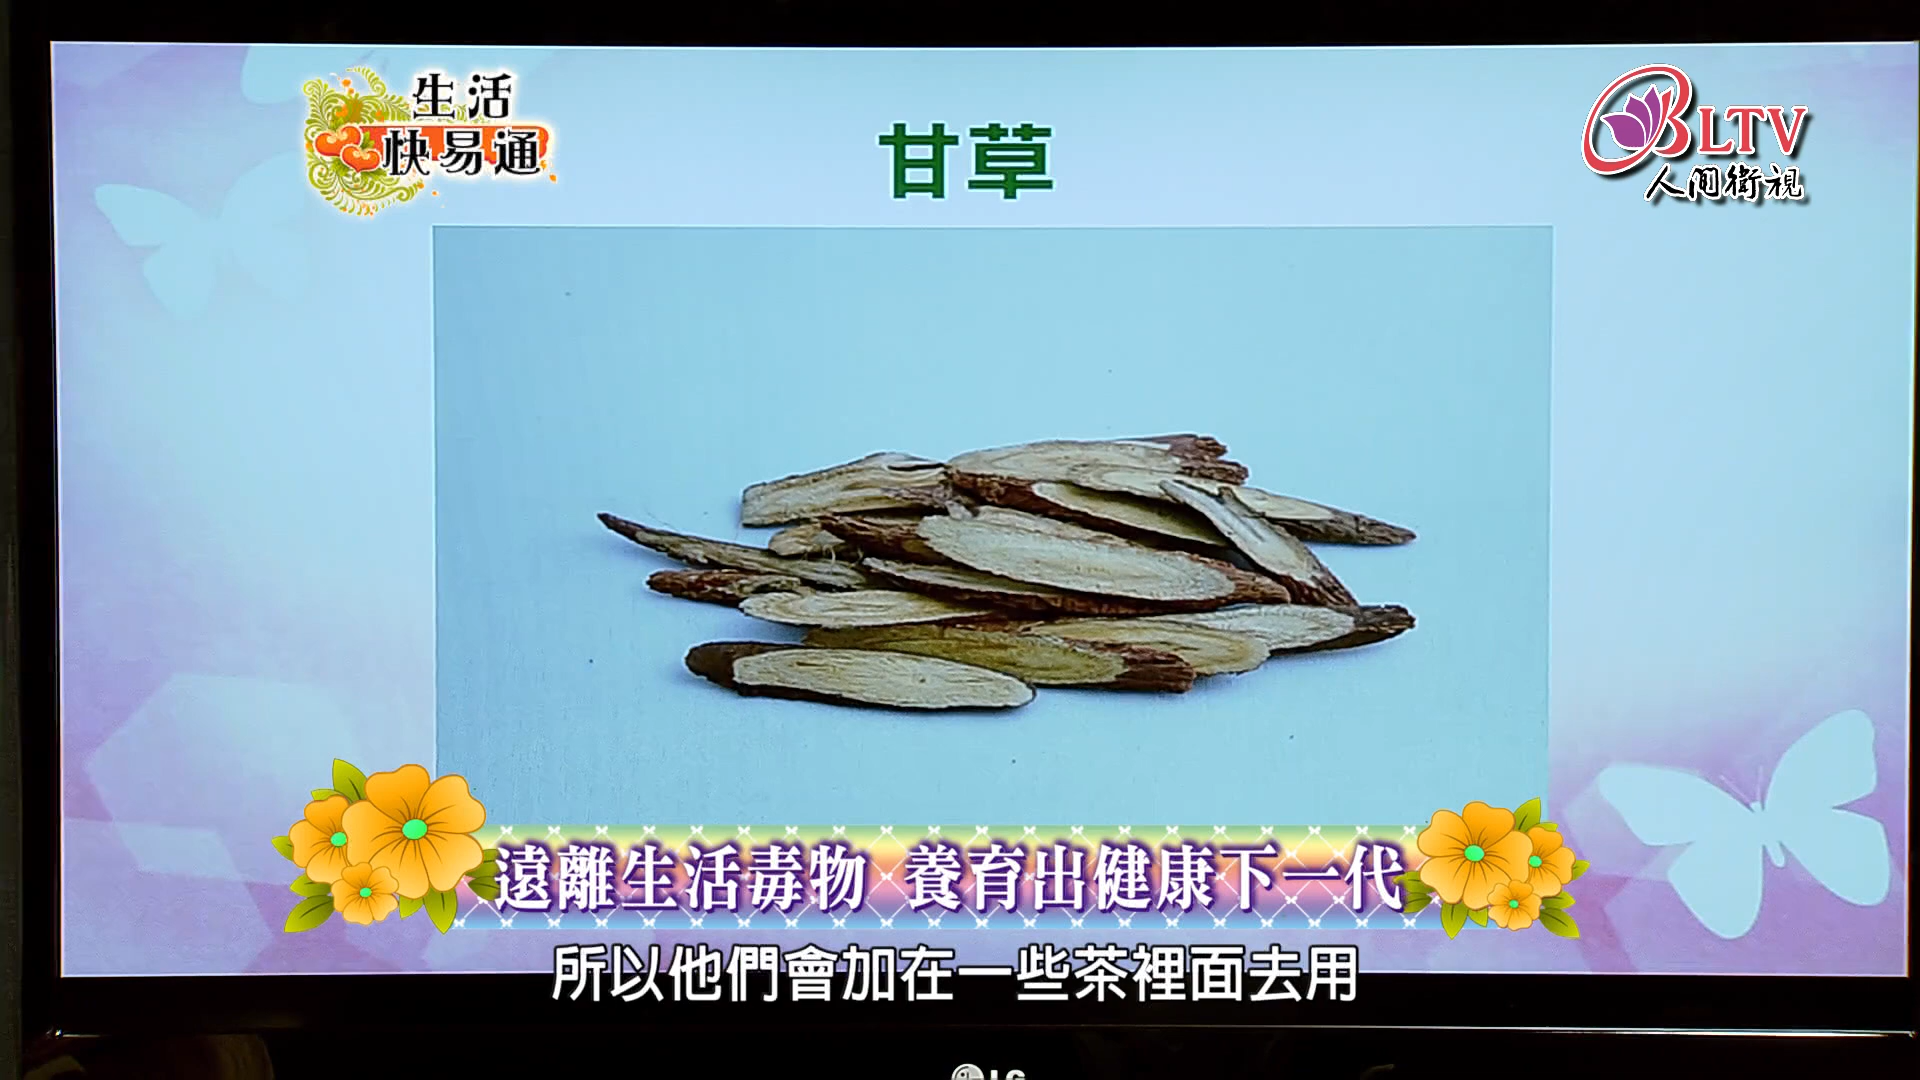 生活
快易通
甘草
BLTV
人間衛視
遠離生活毒物 養育出健康下一代
所以他們會加在一些茶裡面去用
LG